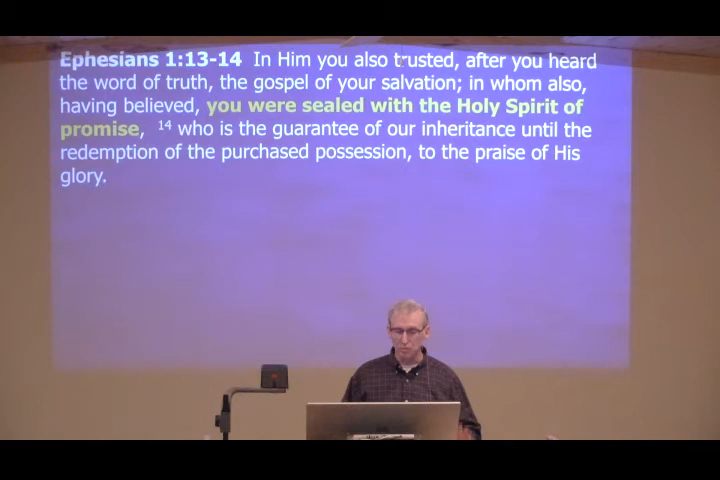 Ephesians 1:13-14 In Him you also trusted, after you heard
the word of truth, the gospel of your salvation; in whom also,
having believed, you were sealed with the Holy Spirit of
promise, 14 who is the guarantee of our inheritance until the
redemption of the purchased possession, to the praise of His
glory.